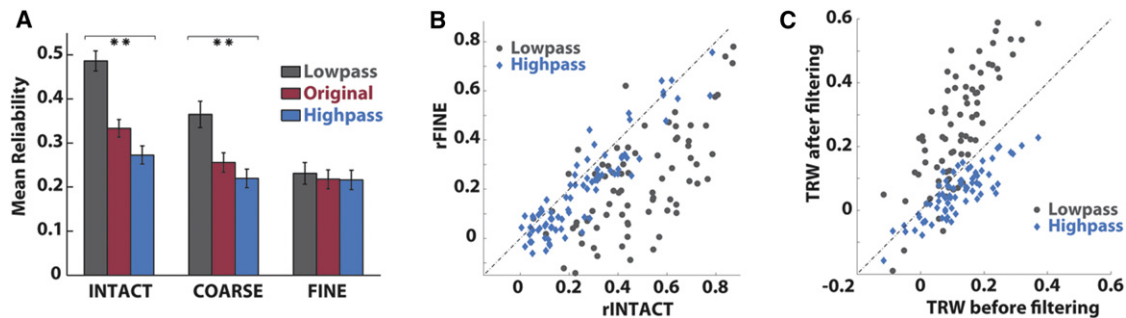 A
Mean Reliability
0.5
0.4
0.3
0.2
0.1
0
**
**
Lowpass
Original
Highpass
INTACT COARSE FINE
B
rFINE
0.8
0.6
0.4
0.2
0
Lowpass
Highpass
0 0.2 0.4 0.6 0.8
rINTACT
C
TRW after filtering
0.6
0.4
0.2
0
-0.2
Lowpass
Highpass
0 0.2 0.4 0.6
TRW before filtering